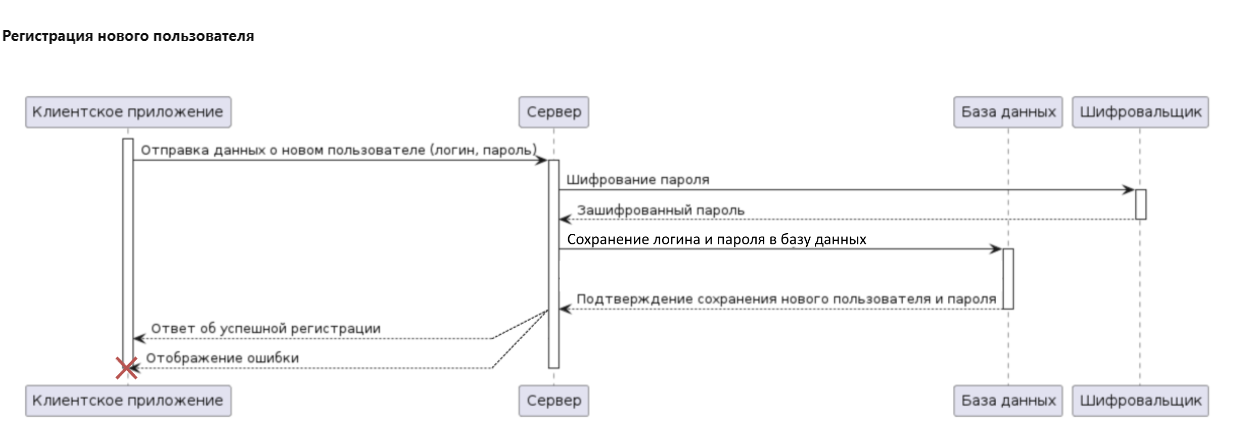 Регистрация нового пользователя
Клиентское приложение
Сервер
База данных
Шифровальщик
Отправка данных о новом пользователе (логин, пароль)
Шифрование пароля
Зашифрованный пароль
Сохранение логина и пароля в базу данных
Подтверждение сохранения нового пользователя и пароля
Ответ об успешной регистрации
Отображение ошибки
Клиентское приложение
Сервер
База данных
Шифровальщик